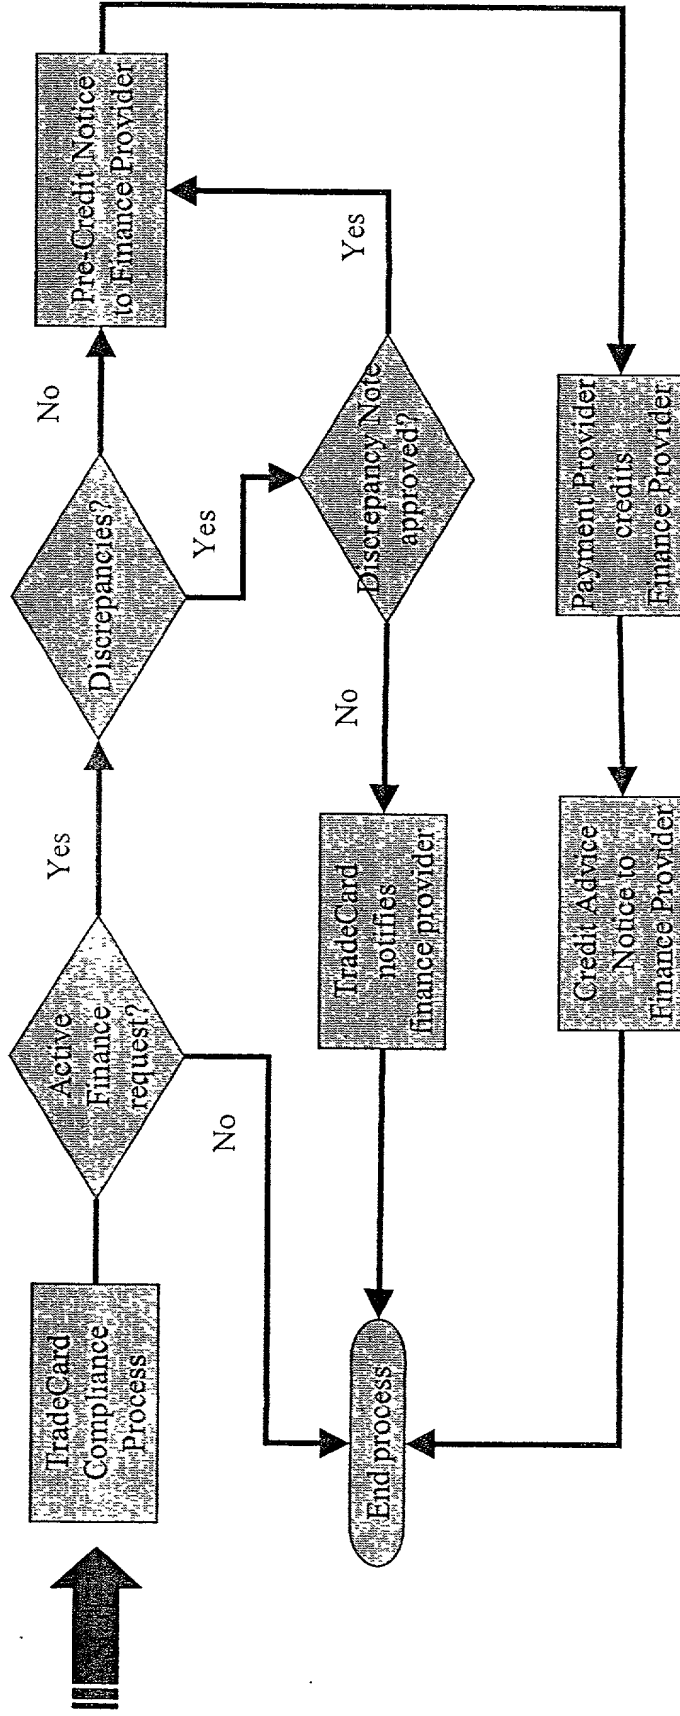 TradeCard
Compliance
Process
Active
Finance
request?
Yes
No
Discrepancies?
No
Yes
Pre-Credit Notice
to Finance Provider
Discrepancy Note
approved?
Yes
No
TradeCard
notifies
finance provider
End process
Payment Provider
credits
Finance Provider
Credit Advice
Notice to
Finance Provider